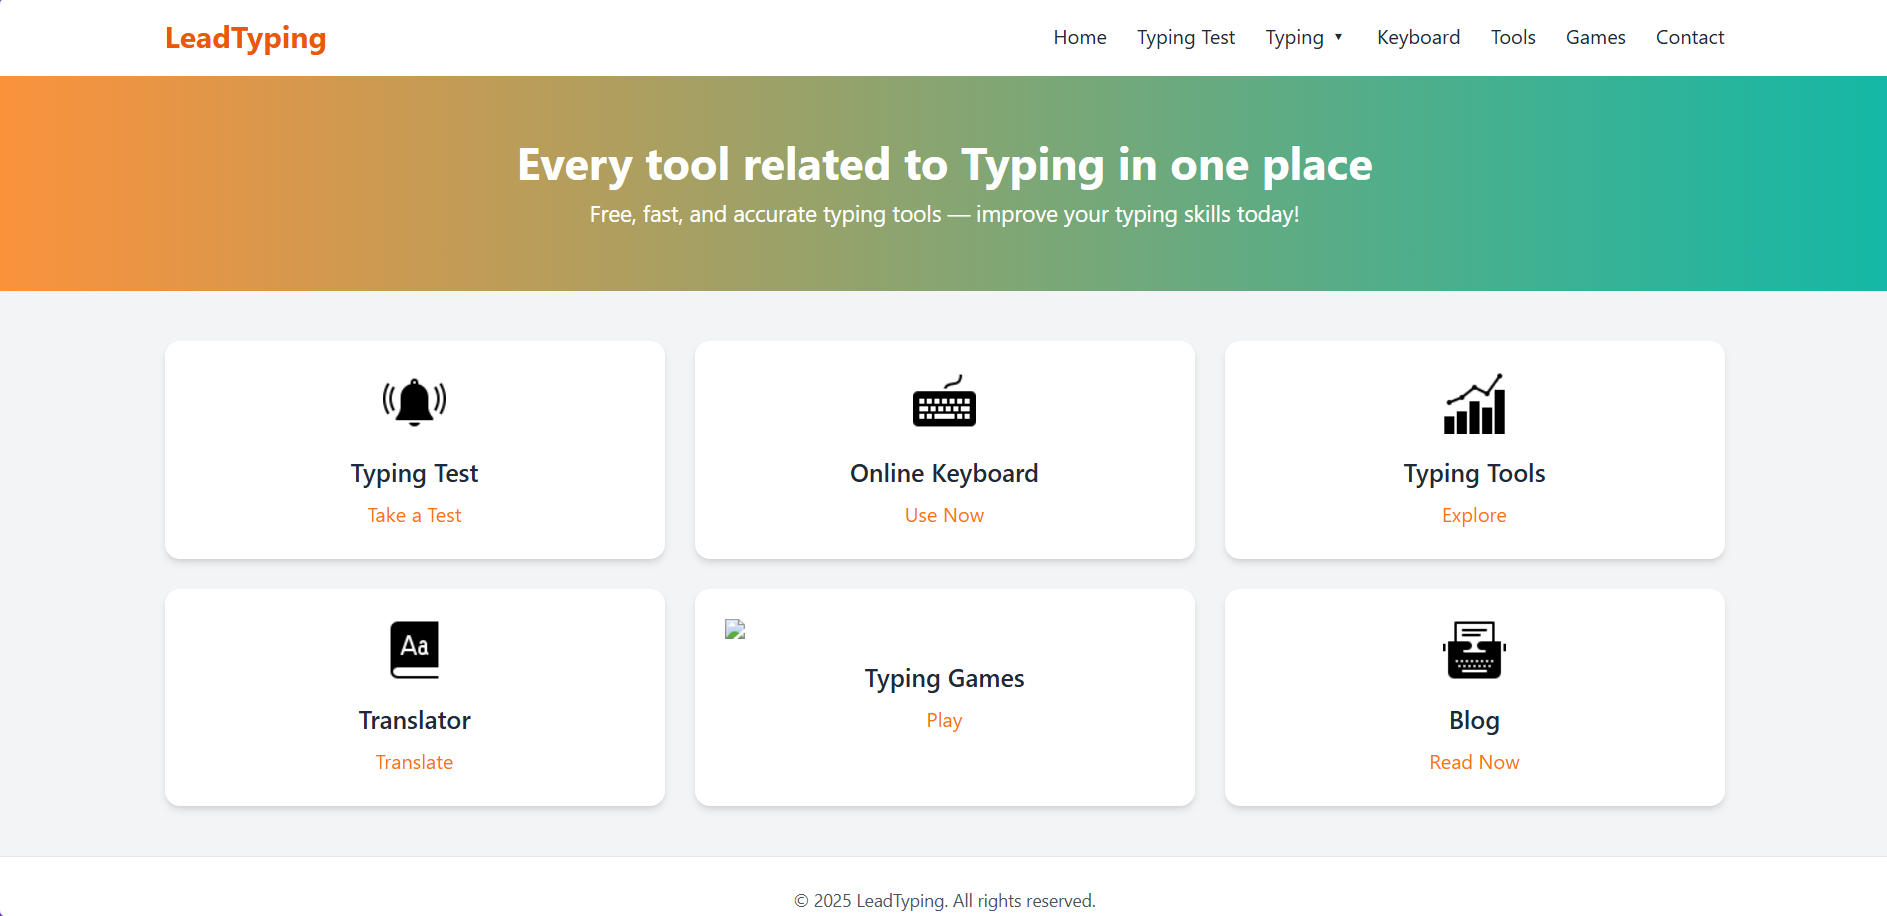 LeadTyping
Home Typing Test Typing ▼ Keyboard Tools Games Contact
Every tool related to Typing in one place
Free, fast, and accurate typing tools — improve your typing skills today!
Typing Test
Take a Test
Online Keyboard
Use Now
Typing Tools
Explore
Aa
Translator
Translate
Typing Games
Play
Blog
Read Now
© 2025 LeadTyping. All rights reserved.